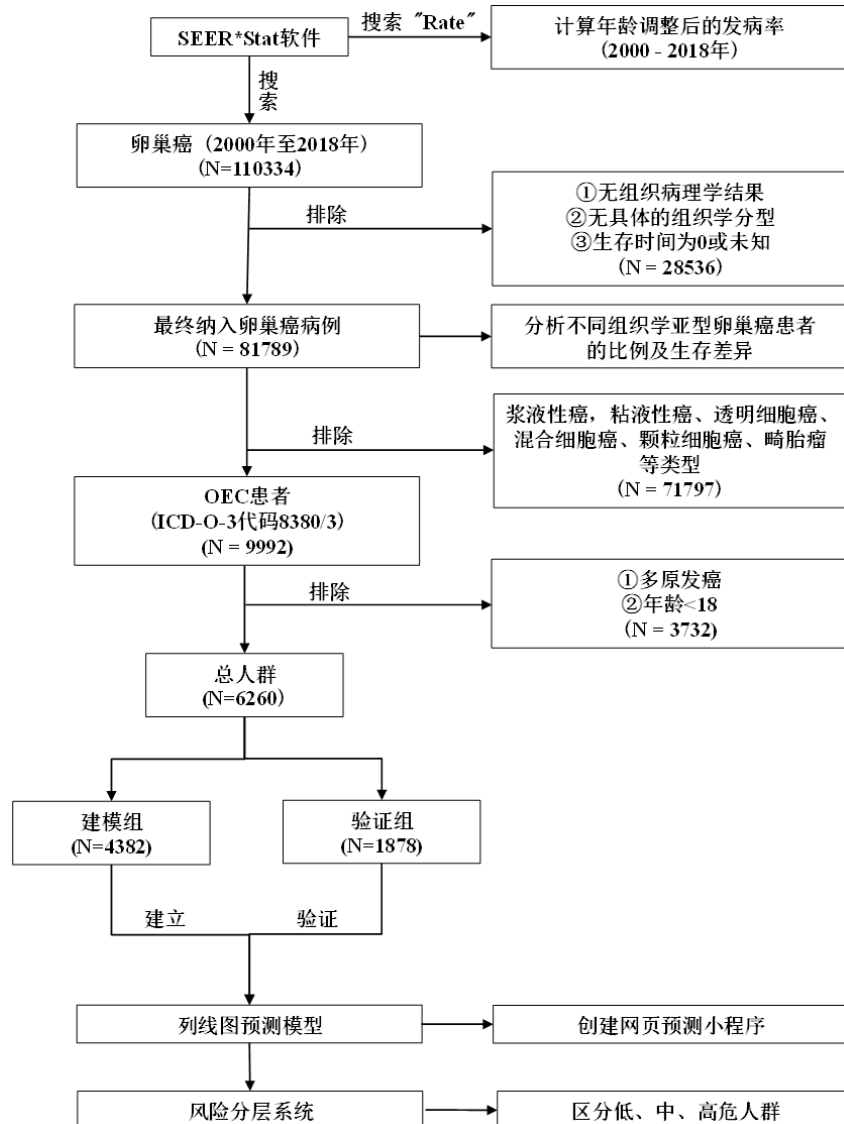 SEER*Stat软件
搜索 "Rate"
计算年龄调整后的发病率
(2000 - 2018年)
搜
索
卵巢癌（2000年至2018年）
(N=110334)
排除
①无组织病理学结果
②无具体的组织学分型
③生存时间为0或未知
(N = 28536)
最终纳入卵巢癌病例
(N = 81789)
分析不同组织学亚型卵巢癌患者
的比例及生存差异
排除
浆液性癌，粘液性癌、透明细胞癌、
混合细胞癌、颗粒细胞癌、畸胎瘤
等类型
(N = 71797)
OEC患者
(ICD-O-3代码8380/3)
(N = 9992)
排除
①多原发癌
②年龄<18
(N = 3732)
总人群
(N=6260)
建模组
(N=4382)
验证组
(N=1878)
建立
验证
列线图预测模型
创建网页预测小程序
风险分层系统
区分低、中、高危人群